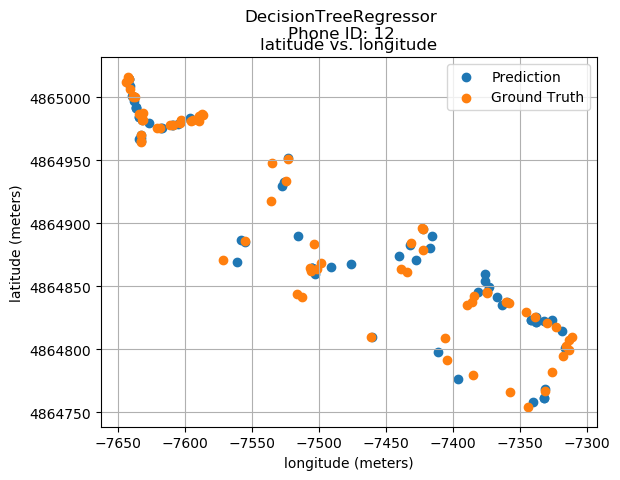 DecisionTreeRegressor
Phone ID: 12
latitude vs. longitude
Prediction
Ground Truth
4865000
4864950
4864900
4864850
4864800
4864750
latitude (meters)
−7650 −7600 −7550 −7500 −7450 −7400 −7350 −7300
longitude (meters)